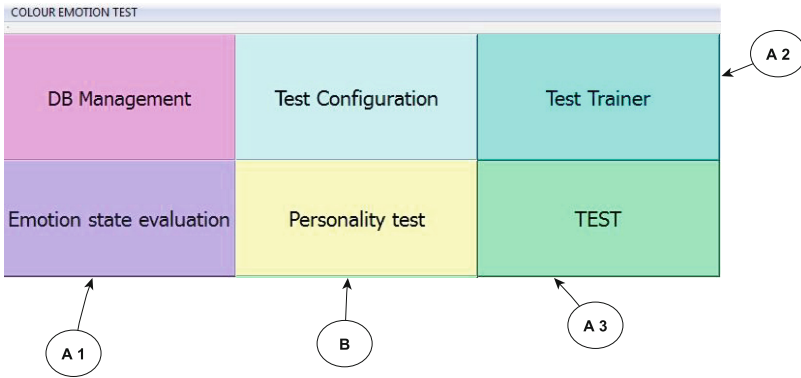 COLOUR EMOTION TEST
DB Management
Test Configuration
Test Trainer
A 2
Emotion state evaluation
Personality test
TEST
A 1
B
A 3